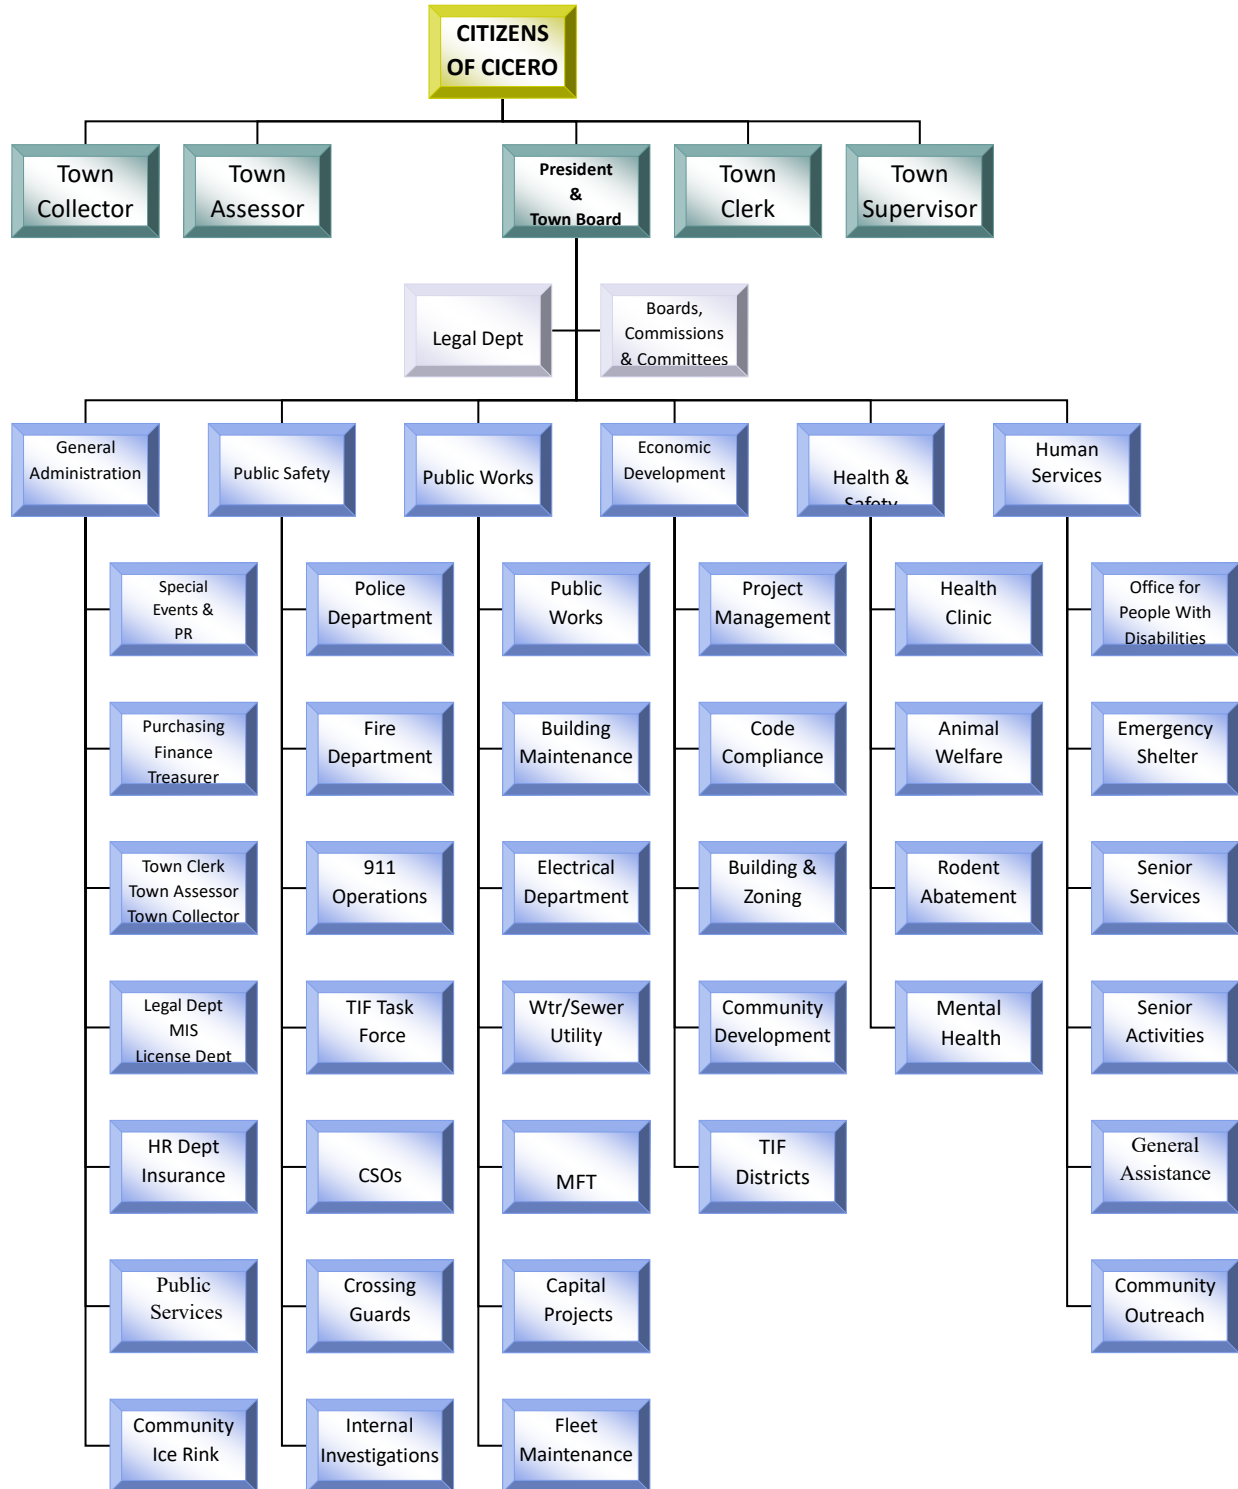 CITIZENS
OF CICERO
Town
Collector
Town
Assessor
President
&
Town Board
Town
Clerk
Town
Supervisor
Legal Dept
Boards,
Commissions
& Committees
General
Administration
Public Safety
Public Works
Economic
Development
Health &
Safety
Human
Services
Special
Events &
PR
Police
Department
Public
Works
Project
Management
Health
Clinic
Office for
People With
Disabilities
Purchasing
Finance
Treasurer
Fire
Department
Building
Maintenance
Code
Compliance
Animal
Welfare
Emergency
Shelter
Town Clerk
Town Assessor
Town Collector
911
Operations
Electrical
Department
Building &
Zoning
Rodent
Abatement
Senior
Services
Legal Dept
MIS
License Dept
TIF Task
Force
Wtr/Sewer
Utility
Community
Development
Mental
Health
Senior
Activities
HR Dept
Insurance
CSOs
MFT
TIF
Districts
General
Assistance
Public
Services
Crossing
Guards
Capital
Projects
Community
Outreach
Community
Ice Rink
Internal
Investigations
Fleet
Maintenance